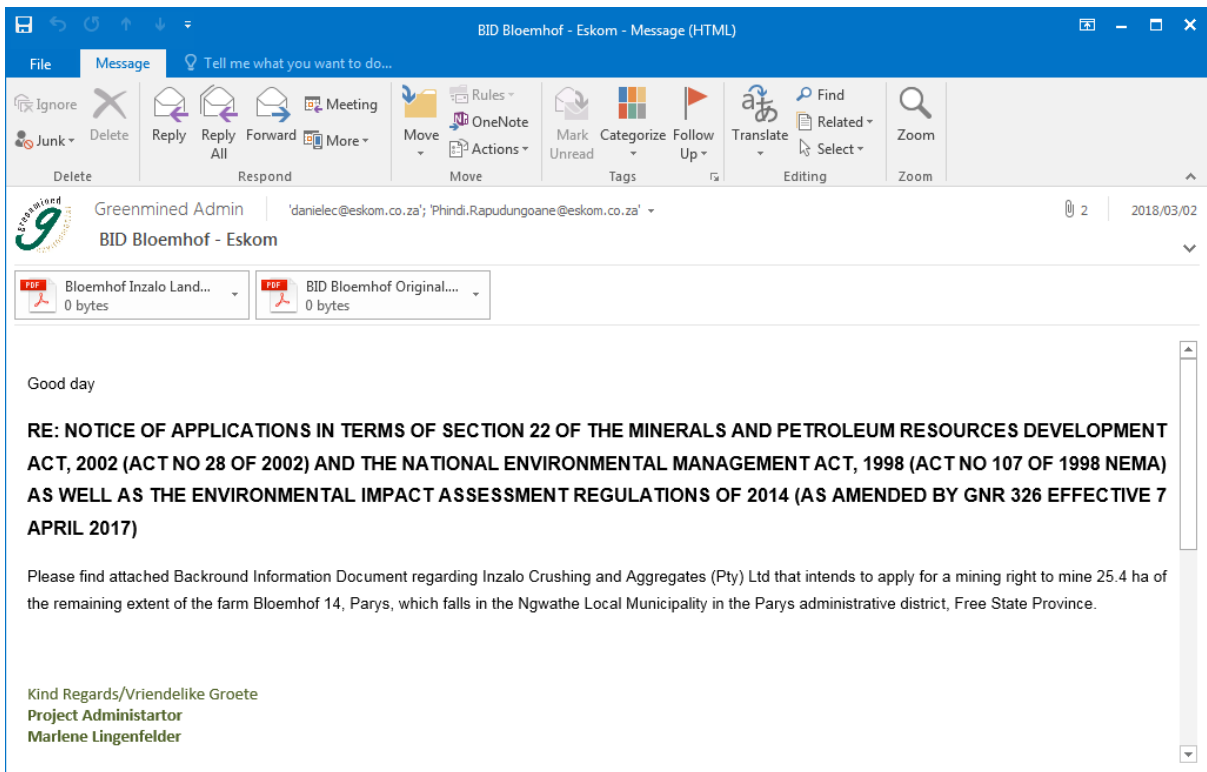 BID Bloemhof - Eskom - Message (HTML)
File Message Tell me what you want to do...
Ignore
Junk
Delete
Reply
Reply All
Forward
Meeting
More
Move
Rules
OneNote
Actions
Mark Unread
Categorize
Follow Up
Translate
Find
Related
Select
Zoom
Delete Respond Move Tags Editing Zoom
greenmined
g
Greenmined Admin 'danielec@eskom.co.za'; 'Phindi.Rapudungoane@eskom.co.za' 2 2018/03/02
BID Bloemhof - Eskom
PDF Bloemhof Inzalo Land... PDF BID Bloemhof Original....
0 bytes 0 bytes
Good day
RE: NOTICE OF APPLICATIONS IN TERMS OF SECTION 22 OF THE MINERALS AND PETROLEUM RESOURCES DEVELOPMENT
ACT, 2002 (ACT NO 28 OF 2002) AND THE NATIONAL ENVIRONMENTAL MANAGEMENT ACT, 1998 (ACT NO 107 OF 1998 NEMA)
AS WELL AS THE ENVIRONMENTAL IMPACT ASSESSMENT REGULATIONS OF 2014 (AS AMENDED BY GNR 326 EFFECTIVE 7
APRIL 2017)
Please find attached Backround Information Document regarding Inzalo Crushing and Aggregates (Pty) Ltd that intends to apply for a mining right to mine 25.4 ha of
the remaining extent of the farm Bloemhof 14, Parys, which falls in the Ngwathe Local Municipality in the Parys administrative district, Free State Province.
Kind Regards/Vriendelike Groete
Project Administartor
Marlene Lingenfelder